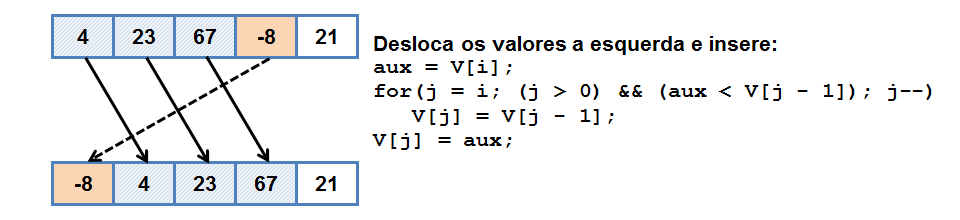 4 23 67 -8 21
Desloca os valores a esquerda e insere:
aux = V[i];
for(j = i; (j > 0) && (aux < V[j - 1]); j--)
   V[j] = V[j - 1];
V[j] = aux;
-8 4 23 67 21